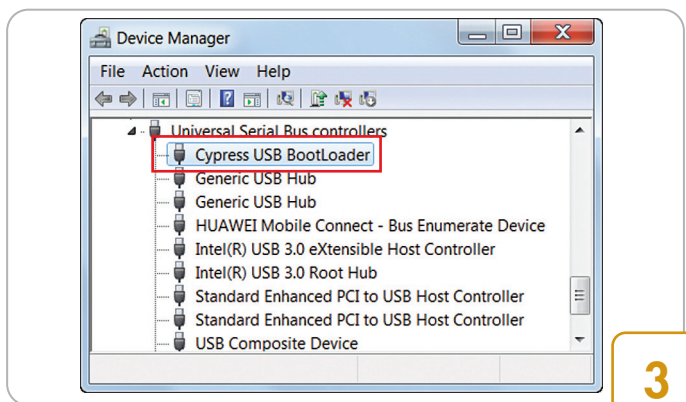 Device Manager
File Action View Help
Universal Serial Bus controllers
Cypress USB BootLoader
Generic USB Hub
Generic USB Hub
HUAWEI Mobile Connect - Bus Enumerate Device
Intel(R) USB 3.0 eXtensible Host Controller
Intel(R) USB 3.0 Root Hub
Standard Enhanced PCI to USB Host Controller
Standard Enhanced PCI to USB Host Controller
USB Composite Device
3